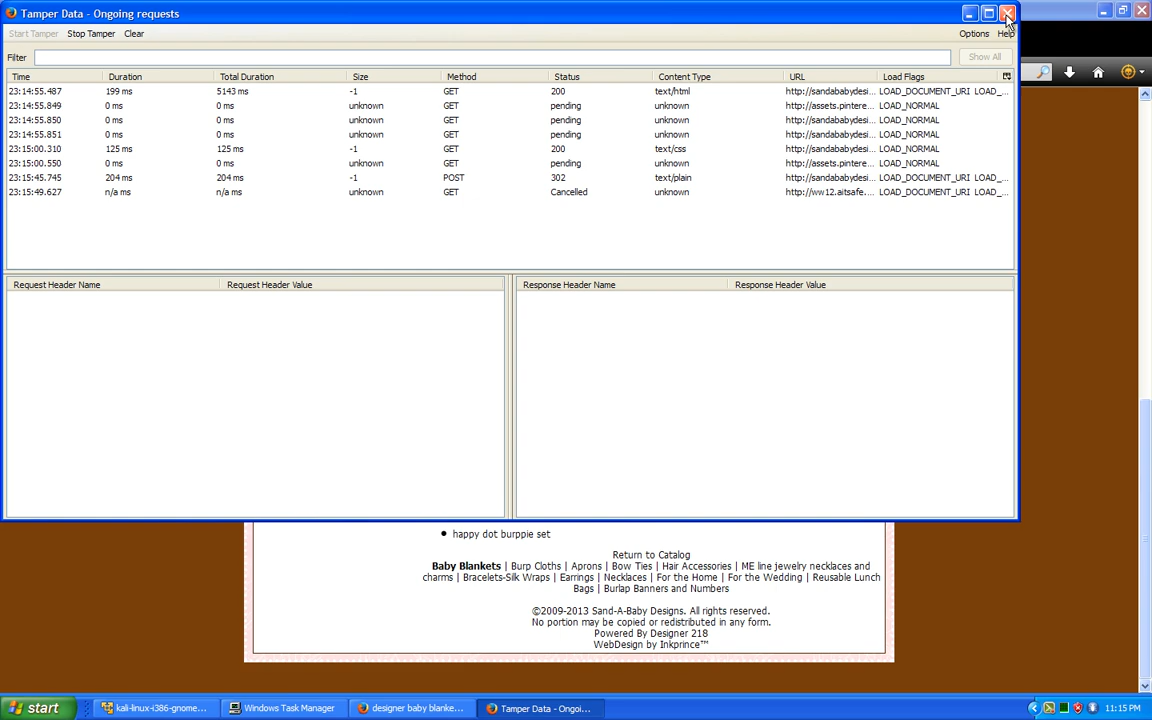 Tamper Data - Ongoing requests
Start Tamper Stop Tamper Clear Options Help
Filter Show All
Time Duration Total Duration Size Method Status Content Type URL Load Flags
23:14:55.487 199 ms 5143 ms -1 GET 200 text/html http://sandababydesi... LOAD_DOCUMENT_URI LOAD_...
23:14:55.849 0 ms 0 ms unknown GET pending unknown http://assets.pintere... LOAD_NORMAL
23:14:55.850 0 ms 0 ms unknown GET pending unknown http://sandababydesi... LOAD_NORMAL
23:14:55.851 0 ms 0 ms unknown GET pending unknown http://sandababydesi... LOAD_NORMAL
23:15:00.310 125 ms 125 ms -1 GET 200 text/css http://sandababydesi... LOAD_NORMAL
23:15:00.550 0 ms 0 ms unknown GET pending unknown http://assets.pintere... LOAD_NORMAL
23:15:45.745 204 ms 204 ms -1 POST 302 text/plain http://sandababydesi... LOAD_DOCUMENT_URI LOAD_...
23:15:49.627 n/a ms n/a ms unknown GET Cancelled unknown http://ww12.aitsafe.... LOAD_DOCUMENT_URI LOAD_...
Request Header Name Request Header Value Response Header Name Response Header Value
happy dot burppie set
Return to Catalog
Baby Blankets | Burp Cloths | Aprons | Bow Ties | Hair Accessories | ME line jewelry necklaces and
charms | Bracelets-Silk Wraps | Earrings | Necklaces | For the Home | For the Wedding | Reusable Lunch
Bags | Burlap Banners and Numbers
©2009-2013 Sand-A-Baby Designs. All rights reserved.
No portion may be copied or redistributed in any form.
Powered By Designer 218
WebDesign by Inkprince™
start kali-linux-i386-gnome... Windows Task Manager designer baby blanke... Tamper Data - Ongoi... 11:15 PM